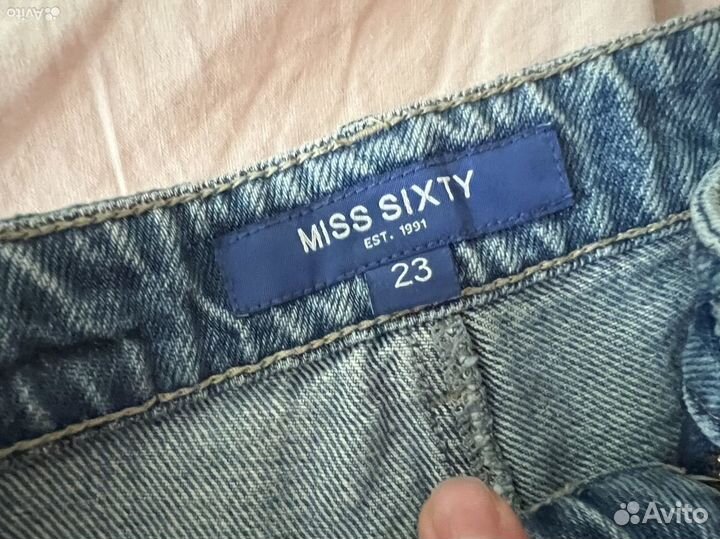 Avito
MISS SIXTY
EST. 1991
23
Avito